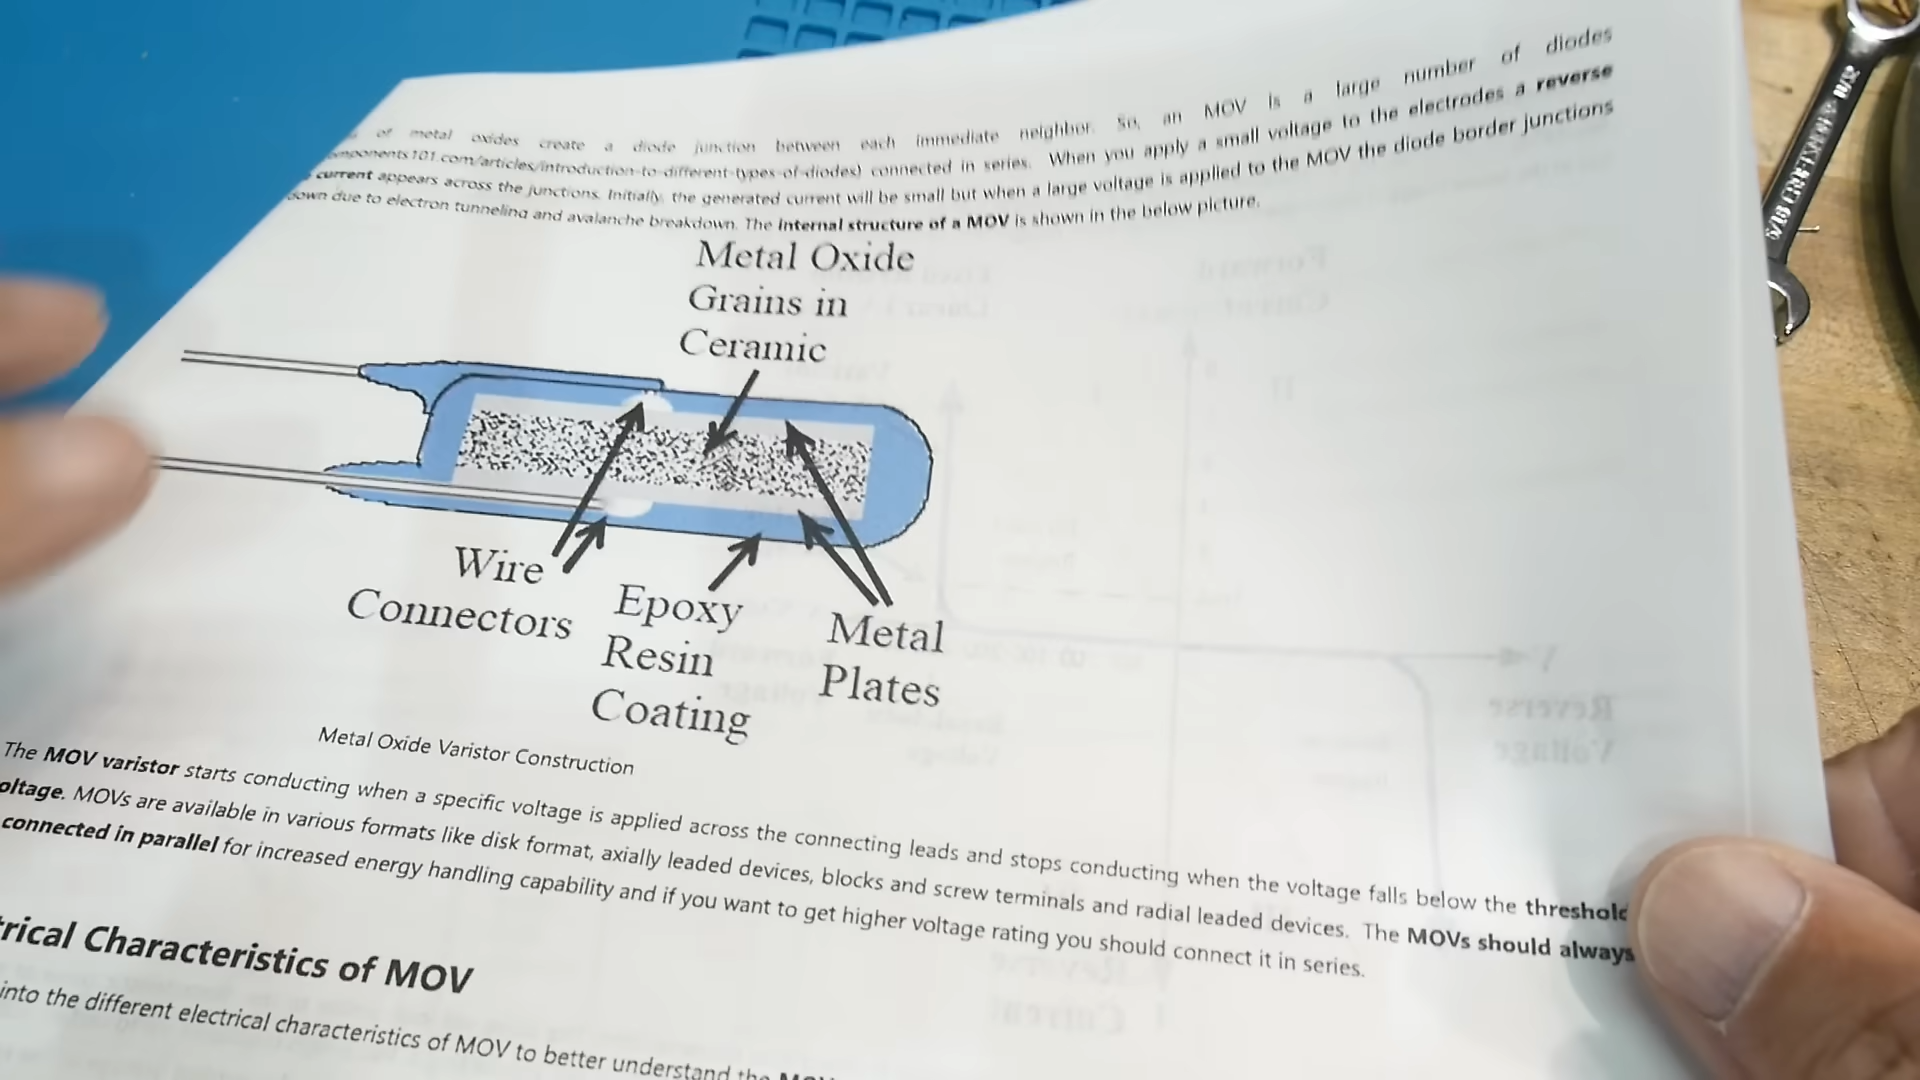 of metal oxides create a diode junction between each immediate neighbor. So, an MOV is a large number of diodes
omponents101.com/articles/introduction-to-different-types-of-diodes) connected in series. When you apply a small voltage to the electrodes a reverse
current appears across the junctions. Initially, the generated current will be small but when a large voltage is applied to the MOV the diode border junctions
down due to electron tunneling and avalanche breakdown. The internal structure of a MOV is shown in the below picture.
Metal Oxide
Grains in
Ceramic
Wire
Connectors
Epoxy
Resin
Coating
Metal
Plates
Metal Oxide Varistor Construction
The MOV varistor starts conducting when a specific voltage is applied across the connecting leads and stops conducting when the voltage falls below the threshold
oltage. MOVs are available in various formats like disk format, axially leaded devices, blocks and screw terminals and radial leaded devices. The MOVs should always
connected in parallel for increased energy handling capability and if you want to get higher voltage rating you should connect it in series.
trical Characteristics of MOV
into the different electrical characteristics of MOV to better understand the MOV
5/16 CRAFTSMAN 11/32
Reverse
Voltage